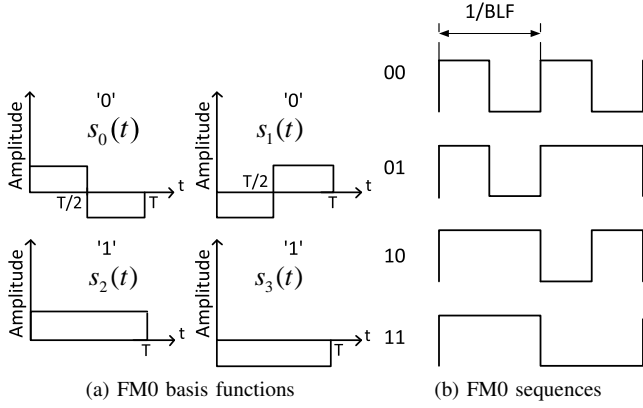 1/BLF
00
'0'
s₀(t)
Amplitude
T/2
T
t
'0'
s₁(t)
Amplitude
T/2
T
t
01
'1'
s₂(t)
Amplitude
T
t
'1'
s₃(t)
Amplitude
T
t
10
11
(a) FM0 basis functions
(b) FM0 sequences